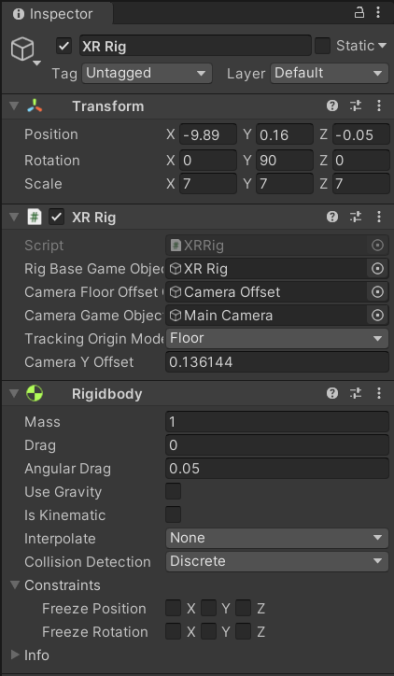 Inspector
XR Rig Static
Tag Untagged Layer Default
Transform
Position X -9.89 Y 0.16 Z -0.05
Rotation X 0 Y 90 Z 0
Scale X 7 Y 7 Z 7
# XR Rig
Script # XRRig
Rig Base Game Objec XR Rig
Camera Floor Offset Camera Offset
Camera Game Objec Main Camera
Tracking Origin Mode Floor
Camera Y Offset 0.136144
Rigidbody
Mass 1
Drag 0
Angular Drag 0.05
Use Gravity
Is Kinematic
Interpolate None
Collision Detection Discrete
Constraints
Freeze Position X Y Z
Freeze Rotation X Y Z
Info